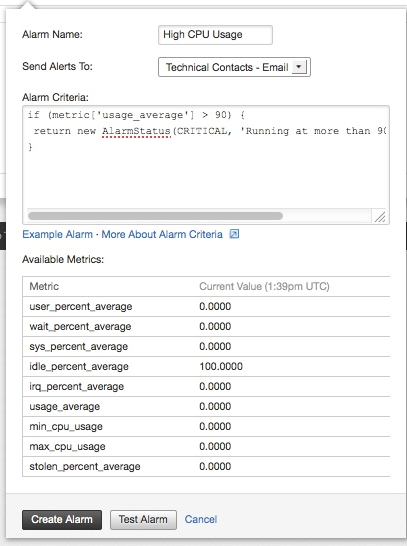 Alarm Name: High CPU Usage
Send Alerts To: Technical Contacts - Email
Alarm Criteria:
if (metric['usage_average'] > 90) {
return new AlarmStatus(CRITICAL, 'Running at more than 90
}
Example Alarm · More About Alarm Criteria
Available Metrics:
Metric Current Value (1:39pm UTC)
user_percent_average 0.0000
wait_percent_average 0.0000
sys_percent_average 0.0000
idle_percent_average 100.0000
irq_percent_average 0.0000
usage_average 0.0000
min_cpu_usage 0.0000
max_cpu_usage 0.0000
stolen_percent_average 0.0000
Create Alarm Test Alarm Cancel